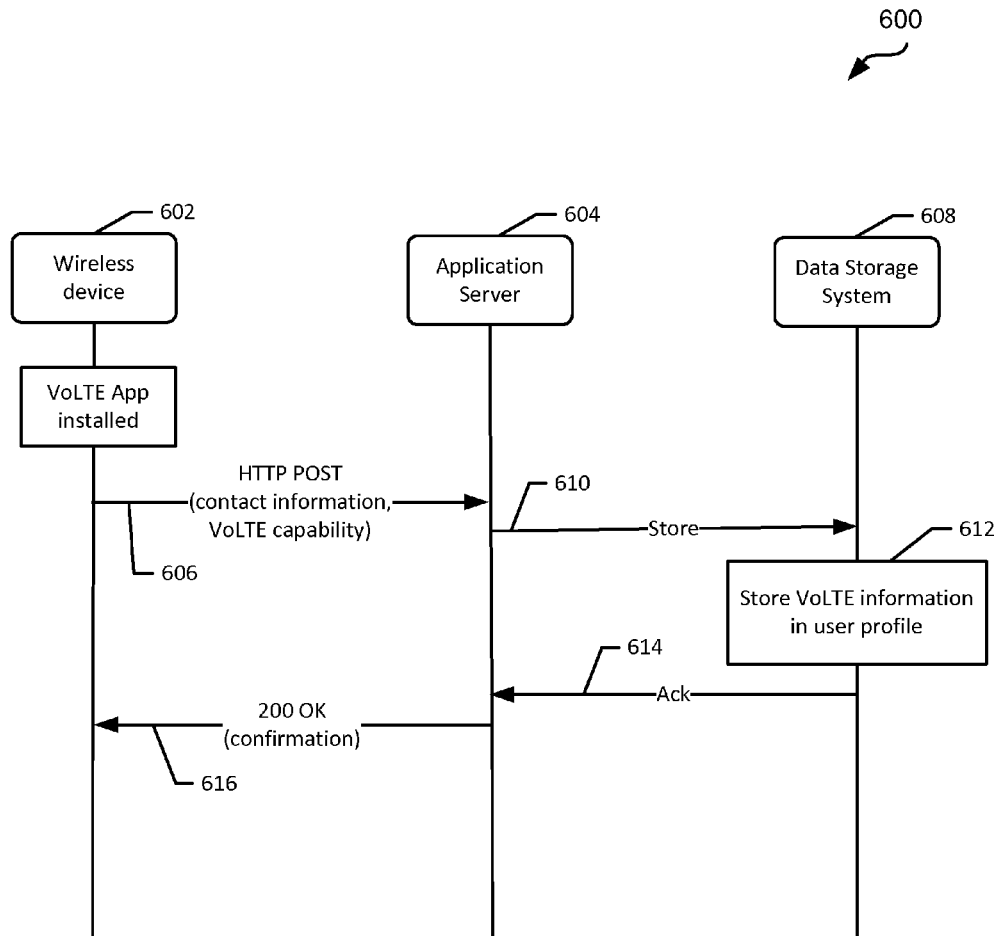 600
602
604
608
Wireless
device
Application
Server
Data Storage
System
VoLTE App
installed
HTTP POST
(contact information,
VoLTE capability)
606
610
Store
612
Store VoLTE information
in user profile
614
Ack
200 OK
(confirmation)
616